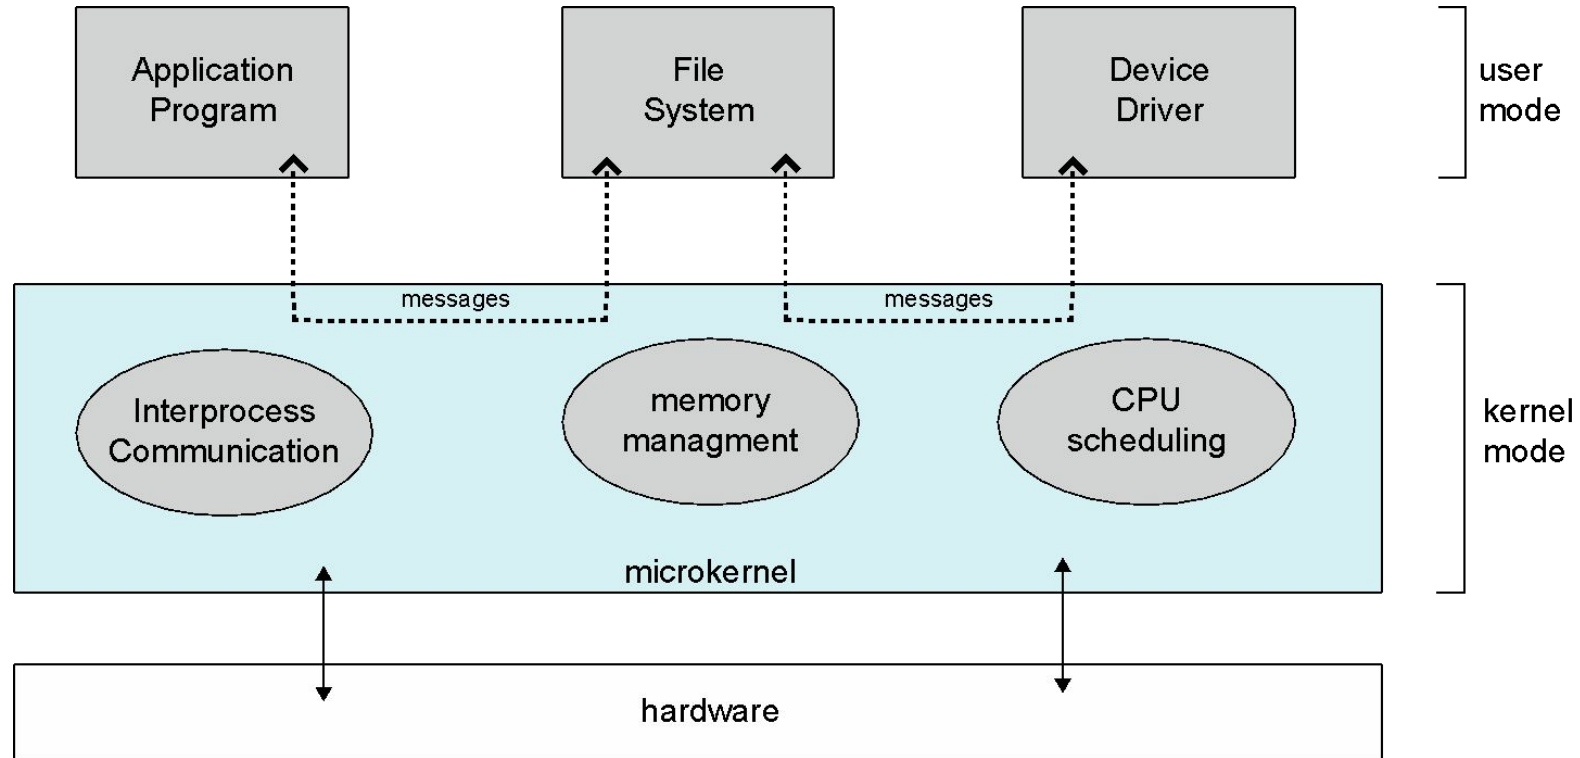 Application
Program
File
System
Device
Driver
user
mode
messages
messages
Interprocess
Communication
memory
managment
CPU
scheduling
kernel
mode
microkernel
hardware